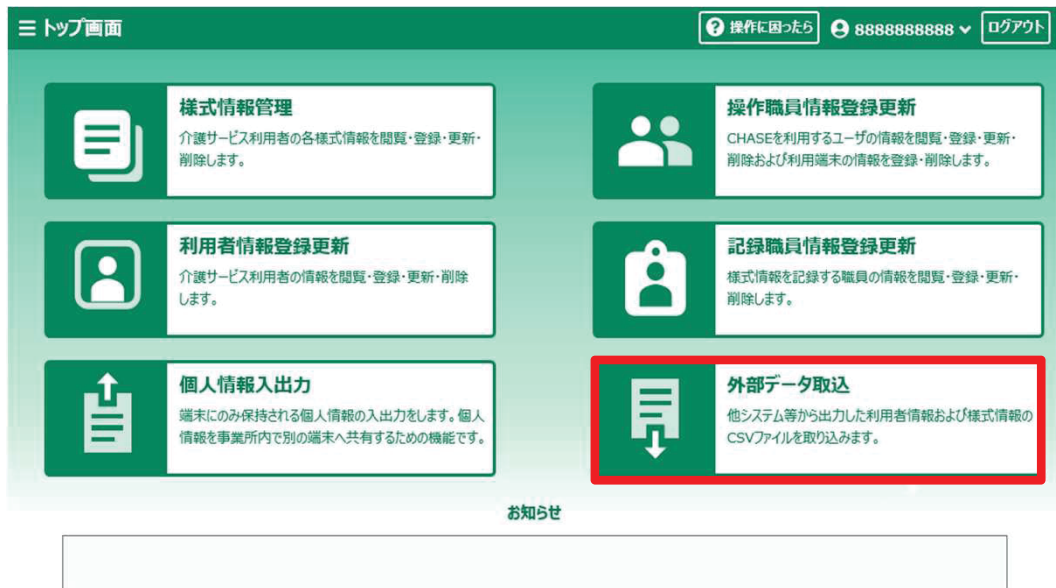 トップ画面
? 操作に困ったら
8888888888
ログアウト
様式情報管理
介護サービス利用者の各様式情報を閲覧・登録・更新・
削除します。
操作職員情報登録更新
CHASEを利用するユーザの情報を閲覧・登録・更新・
削除および利用端末の情報を登録・削除します。
利用者情報登録更新
介護サービス利用者の情報を閲覧・登録・更新・削除
します。
記録職員情報登録更新
様式情報を記録する職員の情報を閲覧・登録・更新・
削除します。
個人情報入出力
端末にのみ保持される個人情報の入出力をします。個人
情報を事業所内で別の端末へ共有するための機能です。
外部データ取込
他システム等から出力した利用者情報および様式情報の
CSVファイルを取り込みます。
お知らせ